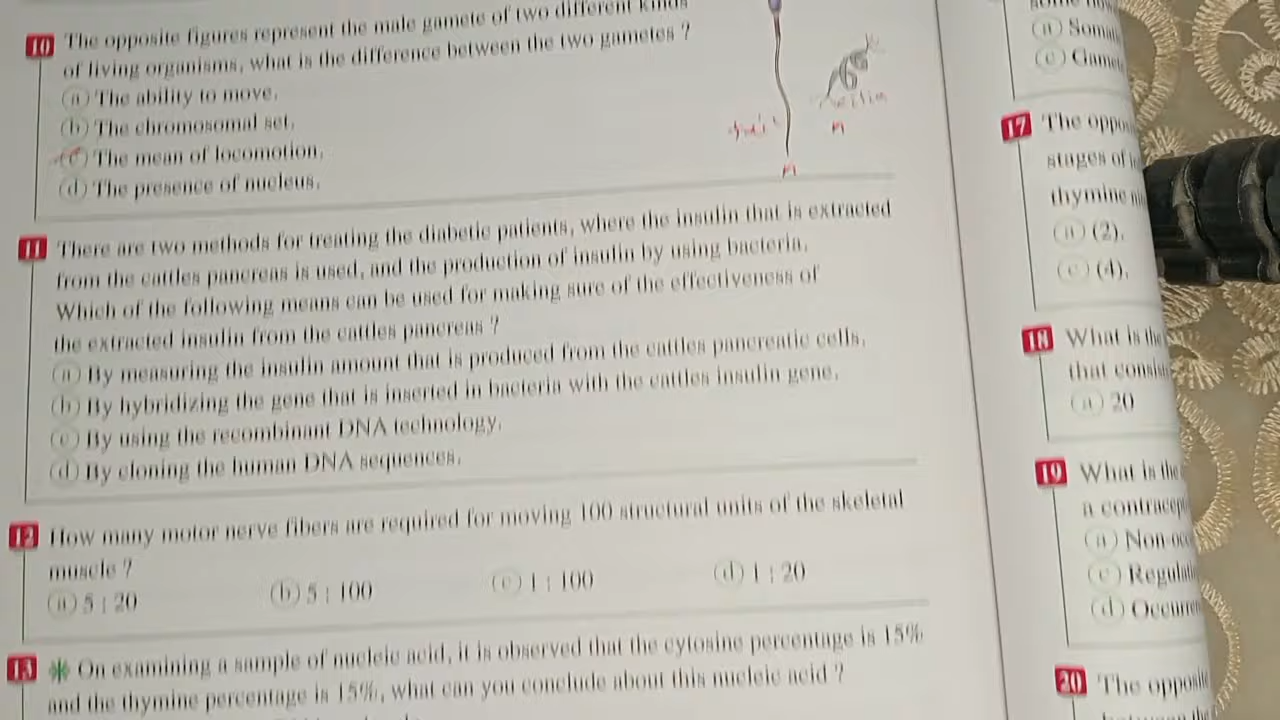 10 The opposite figures represent the male gamete of two different kinds
of living organisms, what is the difference between the two gametes ?
(a) The ability to move.
(b) The chromosomal set.
(c) The mean of locomotion.
(d) The presence of nucleus.
n
n
11 There are two methods for treating the diabetic patients, where the insulin that is extracted
from the cattles pancreas is used, and the production of insulin by using bacteria.
Which of the following means can be used for making sure of the effectiveness of
the extracted insulin from the cattles pancreas ?
(a) By measuring the insulin amount that is produced from the cattles pancreatic cells.
(b) By hybridizing the gene that is inserted in bacteria with the cattles insulin gene.
(c) By using the recombinant DNA technology.
(d) By cloning the human DNA sequences.
12 How many motor nerve fibers are required for moving 100 structural units of the skeletal
muscle ?
(a) 5 : 20 (b) 5 : 100 (c) 1 : 100 (d) 1 : 20
13 * On examining a sample of nucleic acid, it is observed that the cytosine percentage is 15%
and the thymine percentage is 15%, what can you conclude about this nucleic acid ?
(a)
(c)
17 The
stages of
thymine
(a) (2).
(c) (4).
18 What is the
that
(a) 20
19 What is the
a
(a)
(c)
(d)
20 The